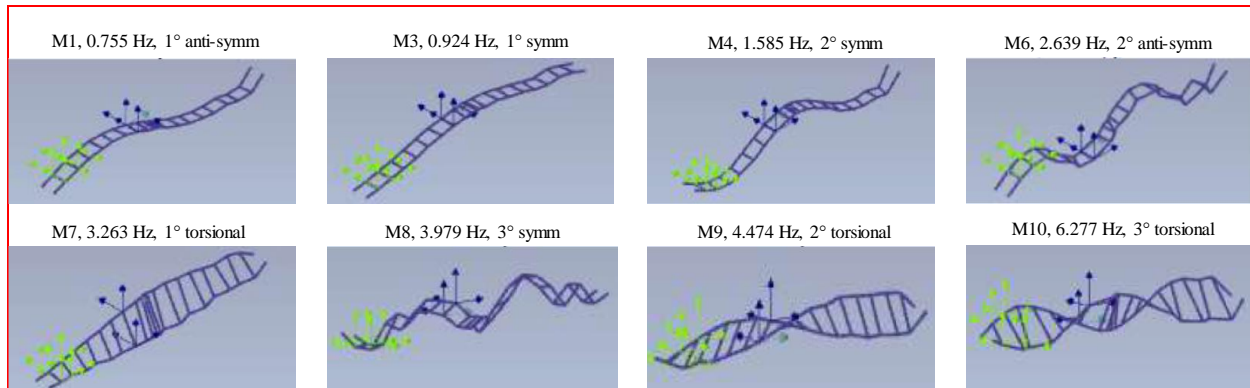 M1, 0.755 Hz, 1° anti-symm
M3, 0.924 Hz, 1° symm
M4, 1.585 Hz, 2° symm
M6, 2.639 Hz, 2° anti-symm
M7, 3.263 Hz, 1° torsional
M8, 3.979 Hz, 3° symm
M9, 4.474 Hz, 2° torsional
M10, 6.277 Hz, 3° torsional